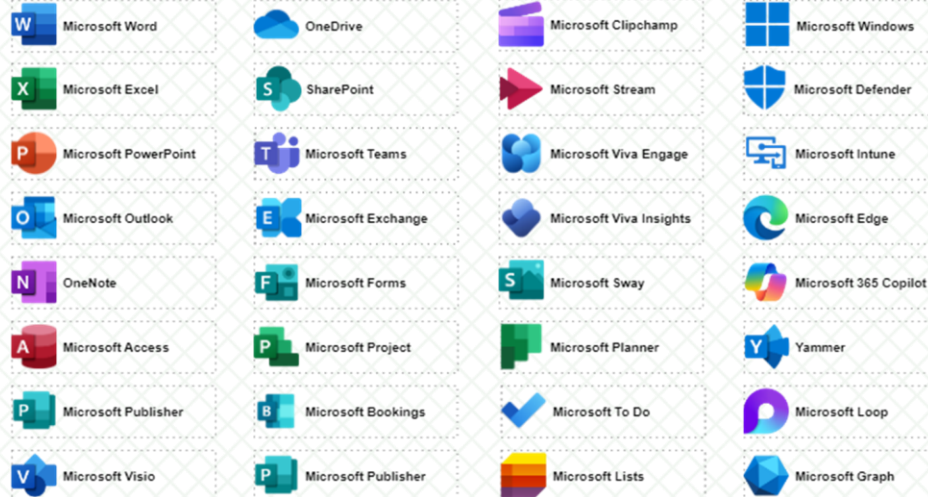 W Microsoft Word
OneDrive
Microsoft Clipchamp
Microsoft Windows
X Microsoft Excel
S SharePoint
Microsoft Stream
Microsoft Defender
P Microsoft PowerPoint
T Microsoft Teams
Microsoft Viva Engage
Microsoft Intune
O Microsoft Outlook
E Microsoft Exchange
Microsoft Viva Insights
Microsoft Edge
N OneNote
F Microsoft Forms
S Microsoft Sway
Microsoft 365 Copilot
A Microsoft Access
P Microsoft Project
Microsoft Planner
Y Yammer
P Microsoft Publisher
B Microsoft Bookings
Microsoft To Do
Microsoft Loop
V Microsoft Visio
P Microsoft Publisher
Microsoft Lists
Microsoft Graph